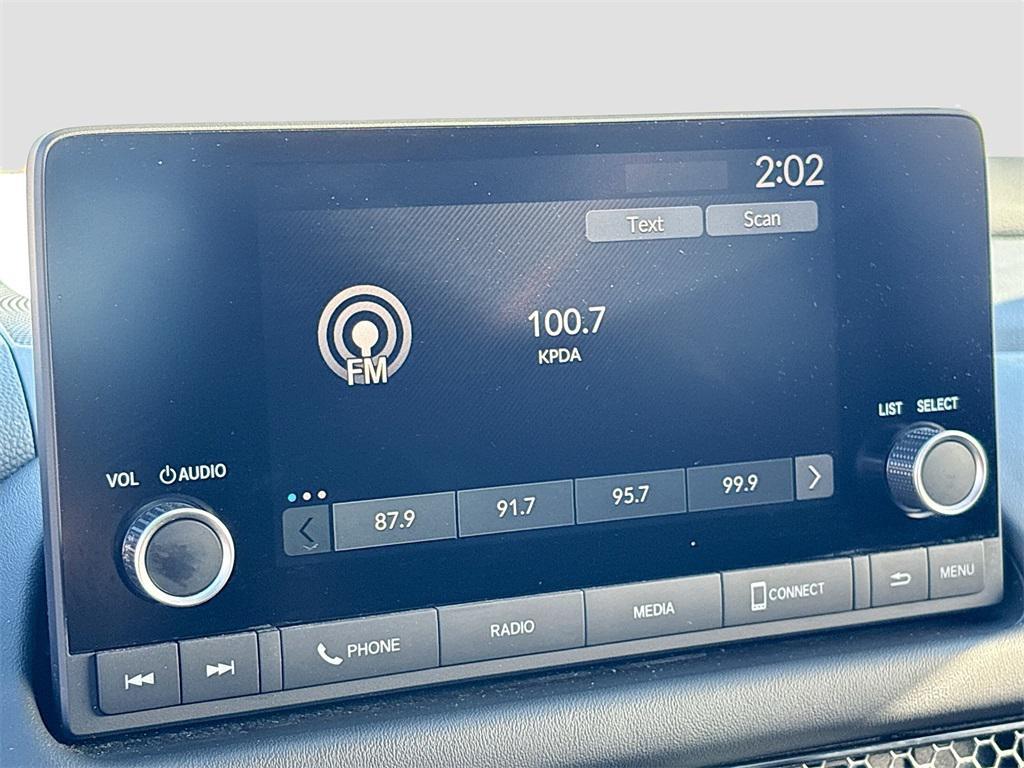 2:02
Text Scan
100.7
KPDA
FM
LIST SELECT
VOL AUDIO
87.9 91.7 95.7 99.9
PHONE RADIO MEDIA CONNECT MENU